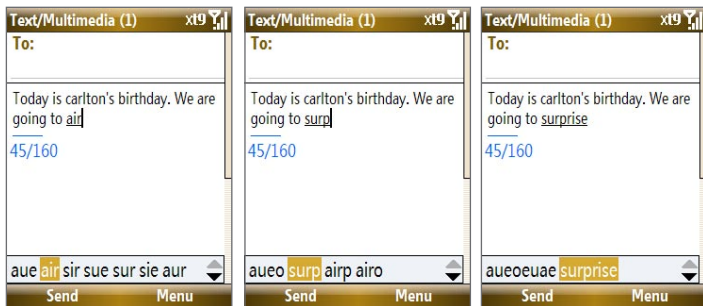 Text/Multimedia (1) xt9
To:
Today is carlton's birthday. We are
going to air
45/160
aue air sir sue sur sie aur
Send Menu
Text/Multimedia (1) xt9
To:
Today is carlton's birthday. We are
going to surp
45/160
aueo surp airp airo
Send Menu
Text/Multimedia (1) xt9
To:
Today is carlton's birthday. We are
going to surprise
45/160
aueoeuae surprise
Send Menu